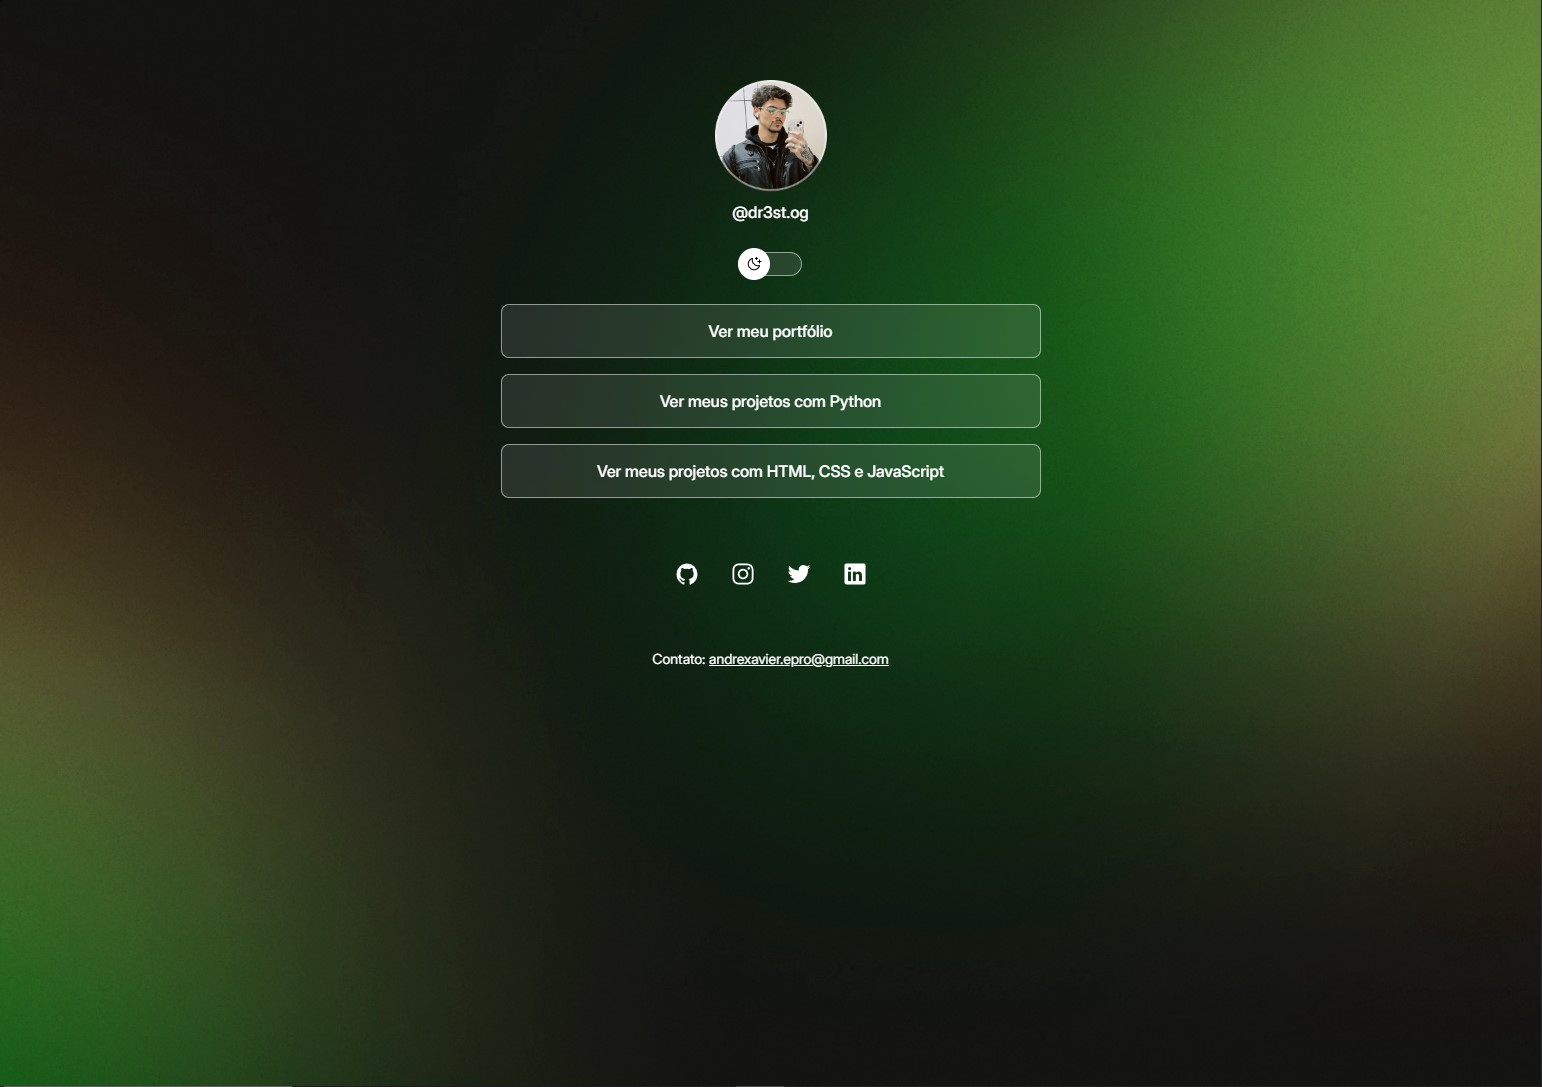 @dr3st.og
Ver meu portfólio
Ver meus projetos com Python
Ver meus projetos com HTML, CSS e JavaScript
Contato: andrexavier.epro@gmail.com